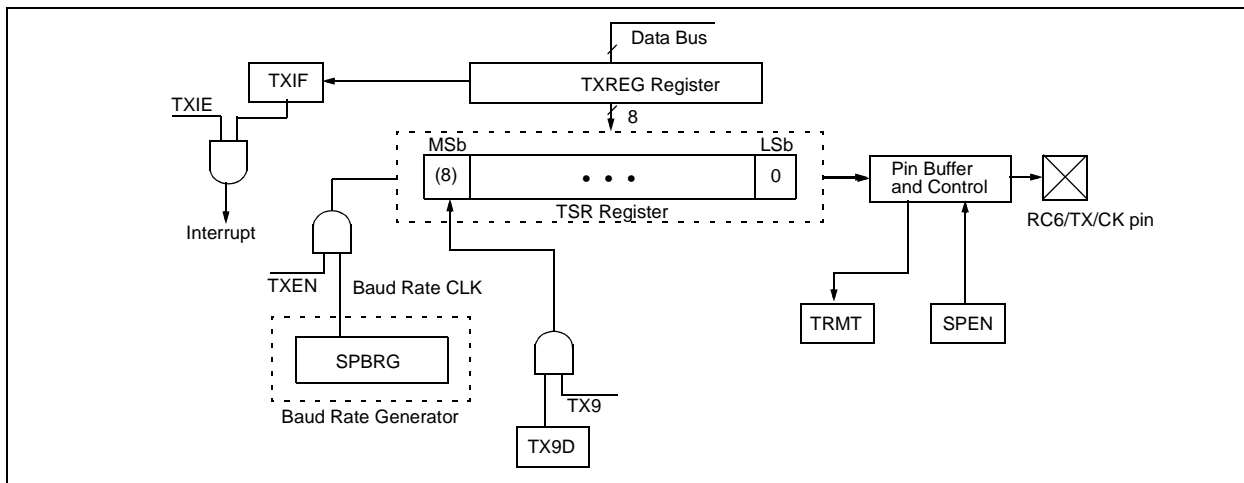 Data Bus
TXIF
TXREG Register
TXIE
8
MSb
LSb
(8)
• • •
0
Pin Buffer
and Control
TSR Register
Interrupt
RC6/TX/CK pin
TXEN
Baud Rate CLK
TRMT
SPEN
SPBRG
TX9
Baud Rate Generator
TX9D